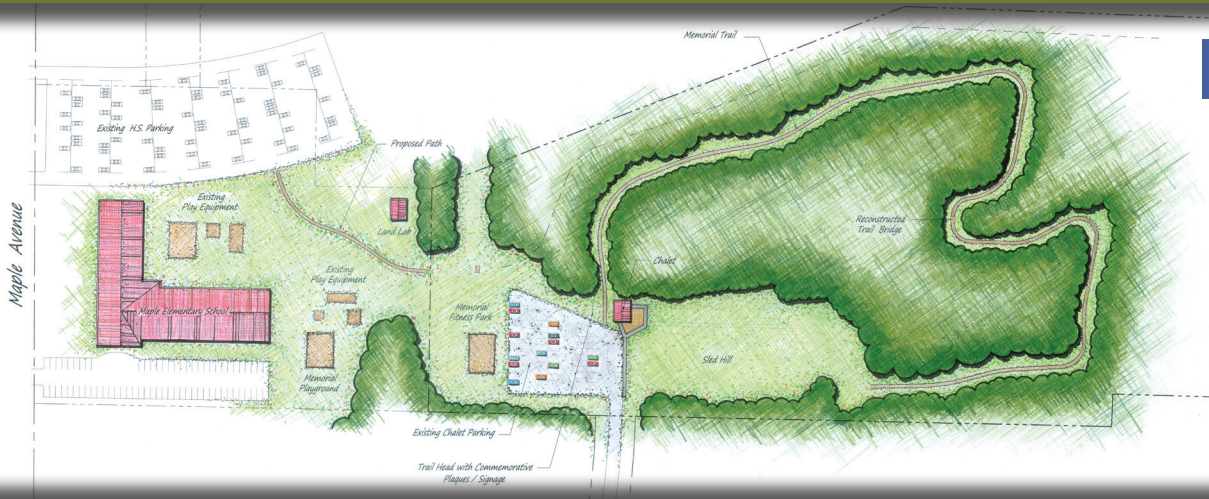 Memorial Trail
Existing H.S. Parking
Proposed Path
Existing
Play Equipment
Land Lab
Reconstructed
Trail Bridge
Maple Avenue
Chalet
Existing
Play Equipment
Maple Elementary School
Memorial
Fitness Park
Sled Hill
Memorial
Playground
Existing Chalet Parking
Trail Head with Commemorative
Plaques / Signage